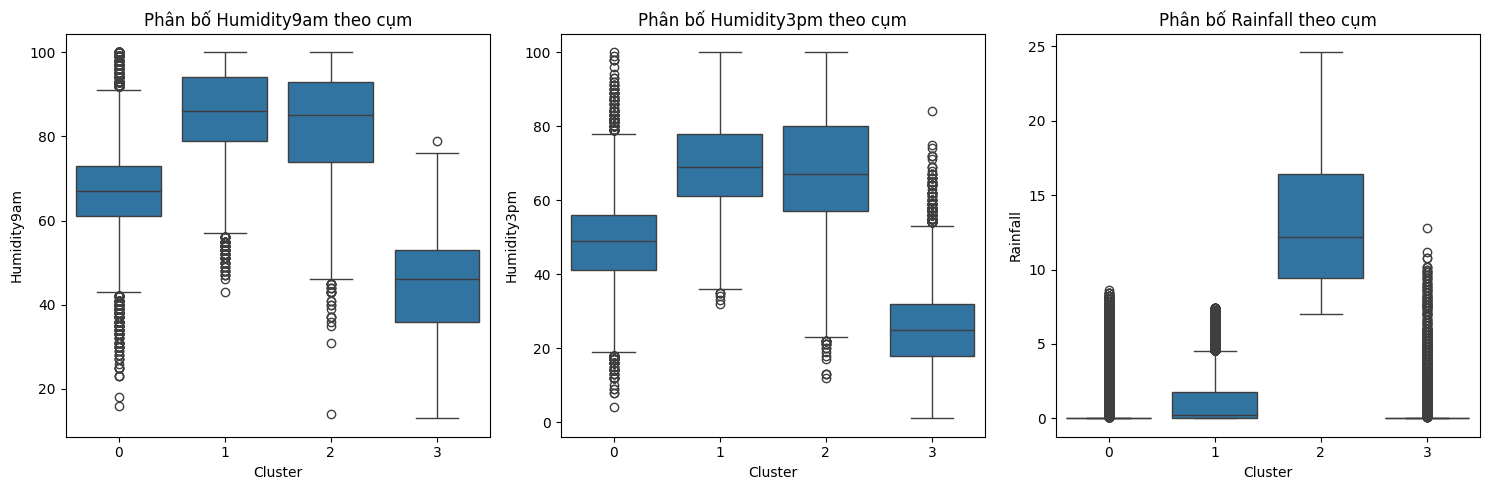 Phân bố Humidity9am theo cụm
Humidity9am
100
80
60
40
20
0 1 2 3
Cluster
Phân bố Humidity3pm theo cụm
Humidity3pm
100
80
60
40
20
0
0 1 2 3
Cluster
Phân bố Rainfall theo cụm
Rainfall
25
20
15
10
5
0
0 1 2 3
Cluster